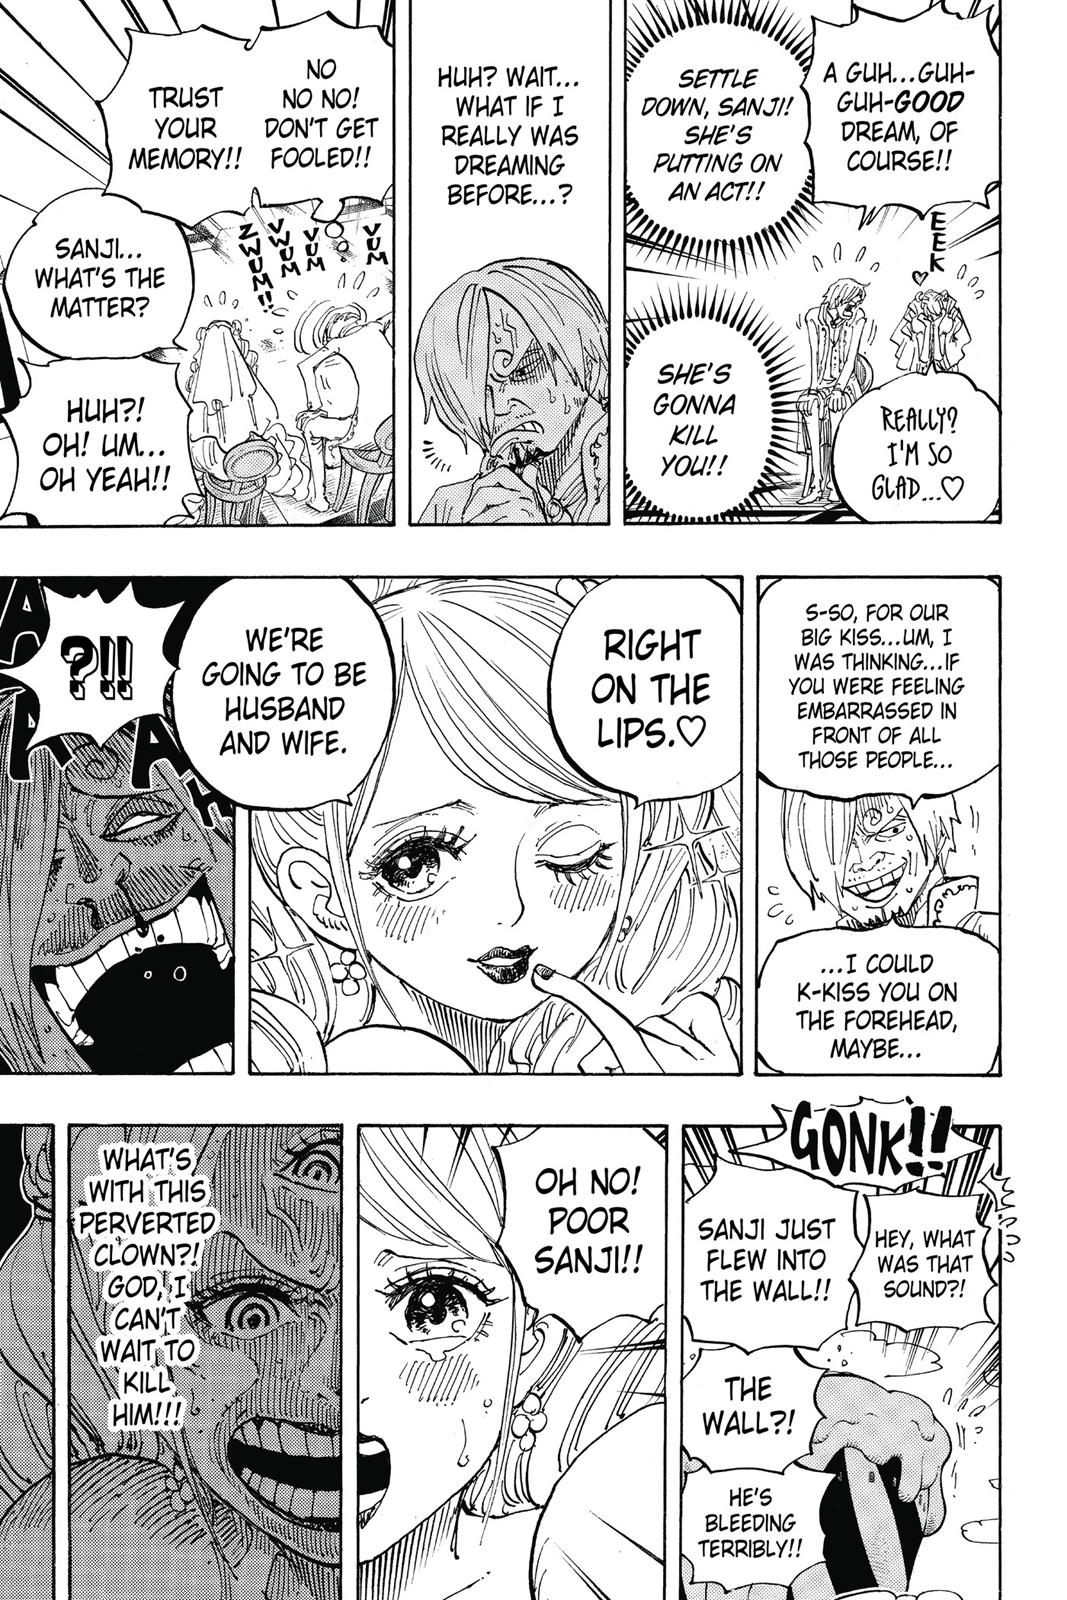 A GUH...GUH-
GUH-GOOD
DREAM, OF
COURSE!!
SETTLE
DOWN, SANJI!
SHE'S
PUTTING ON
AN ACT!!
EEEK
♡
REALLY?
I'M SO
GLAD...♡
SHE'S
GONNA
KILL
YOU!!
HUH? WAIT...
WHAT IF I
REALLY WAS
DREAMING
BEFORE...?
NO
NO NO!
DON'T GET
FOOLED!!
TRUST
YOUR
MEMORY!!
VUM
VUM
VWUM
ZWUM!!
SANJI...
WHAT'S THE
MATTER?
HUH?!
OH! UM...
OH YEAH!!
S-SO, FOR OUR
BIG KISS...UM, I
WAS THINKING...IF
YOU WERE FEELING
EMBARRASSED IN
FRONT OF ALL
THOSE PEOPLE...
...I COULD
K-KISS YOU ON
THE FOREHEAD,
MAYBE...
RIGHT
ON THE
LIPS.♡
WE'RE
GOING TO BE
HUSBAND
AND WIFE.
?!!
GONK!!
HEY, WHAT
WAS THAT
SOUND?!
SANJI JUST
FLEW INTO
THE WALL!!
THE
WALL?!
HE'S
BLEEDING
TERRIBLY!!
OH NO!
POOR
SANJI!!
WHAT'S
WITH THIS
PERVERTED
CLOWN?!
GOD, I
CAN'T
WAIT TO
KILL
HIM!!!